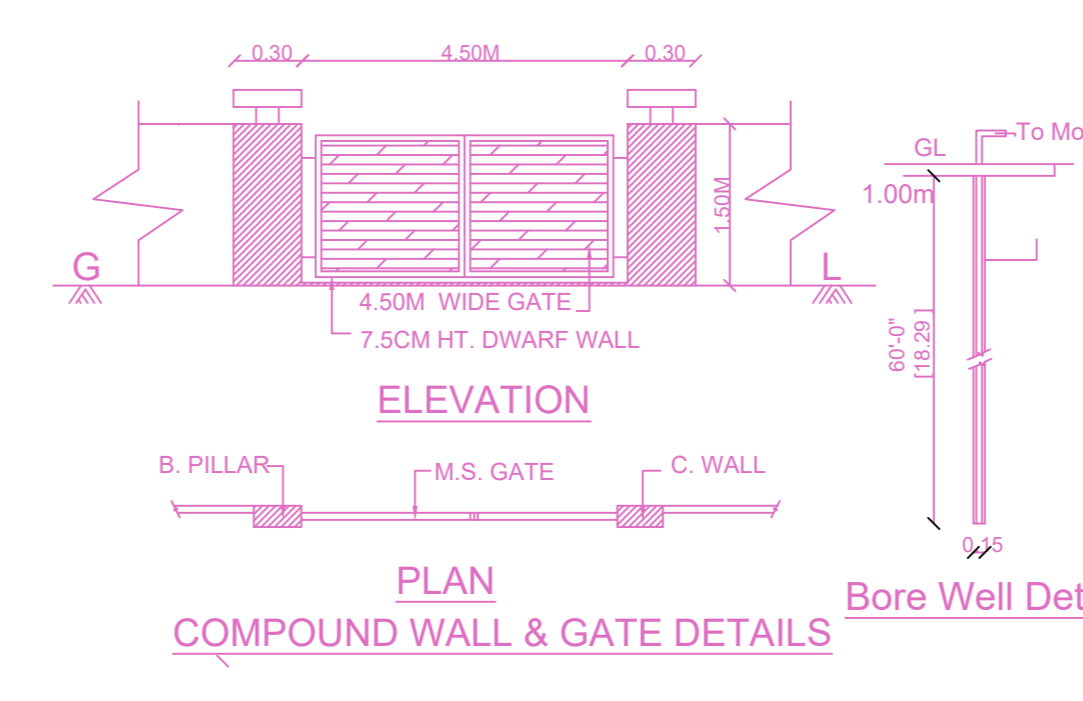 0.30 4.50M 0.30
1.50M
G L
4.50M WIDE GATE
7.5CM HT. DWARF WALL
ELEVATION
B. PILLAR M.S. GATE C. WALL
PLAN
COMPOUND WALL & GATE DETAILS
To Mo
GL
1.00m
60'-0"
[18.29 ]
0.15
Bore Well Det